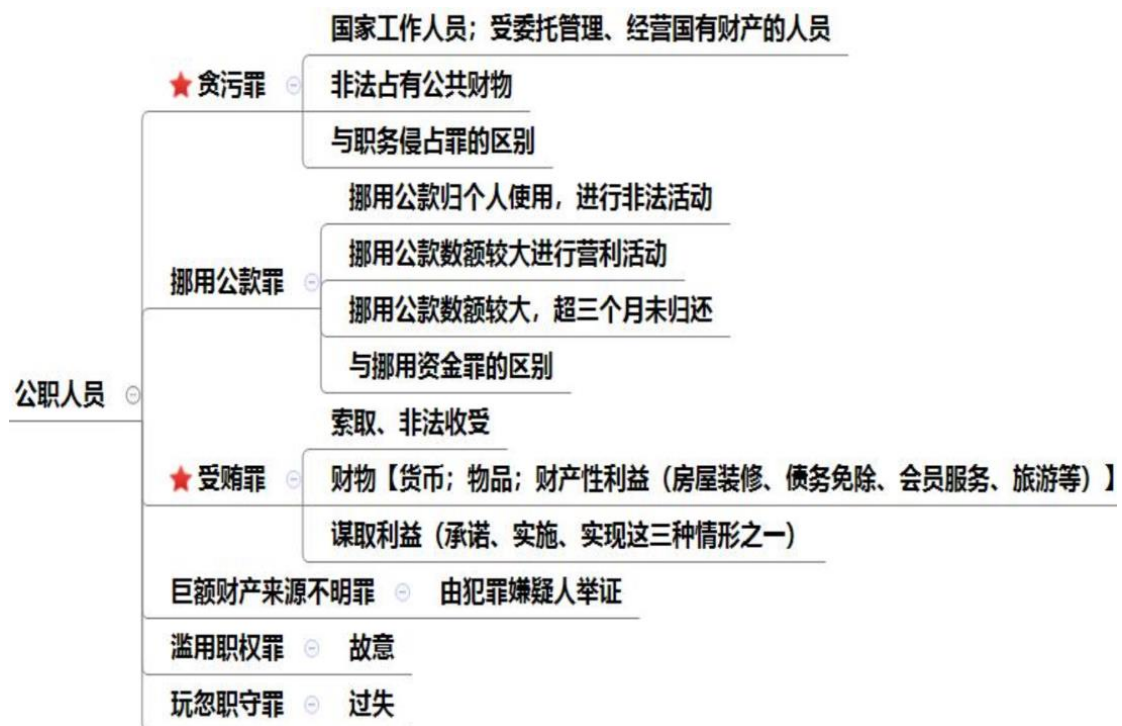 公职人员
贪污罪
国家工作人员；受委托管理、经营国有财产的人员
非法占有公共财物
与职务侵占罪的区别
挪用公款罪
挪用公款归个人使用，进行非法活动
挪用公款数额较大进行营利活动
挪用公款数额较大，超三个月未归还
与挪用资金罪的区别
受贿罪
索取、非法收受
财物【货币；物品；财产性利益（房屋装修、债务免除、会员服务、旅游等）】
谋取利益（承诺、实施、实现这三种情形之一）
巨额财产来源不明罪
由犯罪嫌疑人举证
滥用职权罪
故意
玩忽职守罪
过失